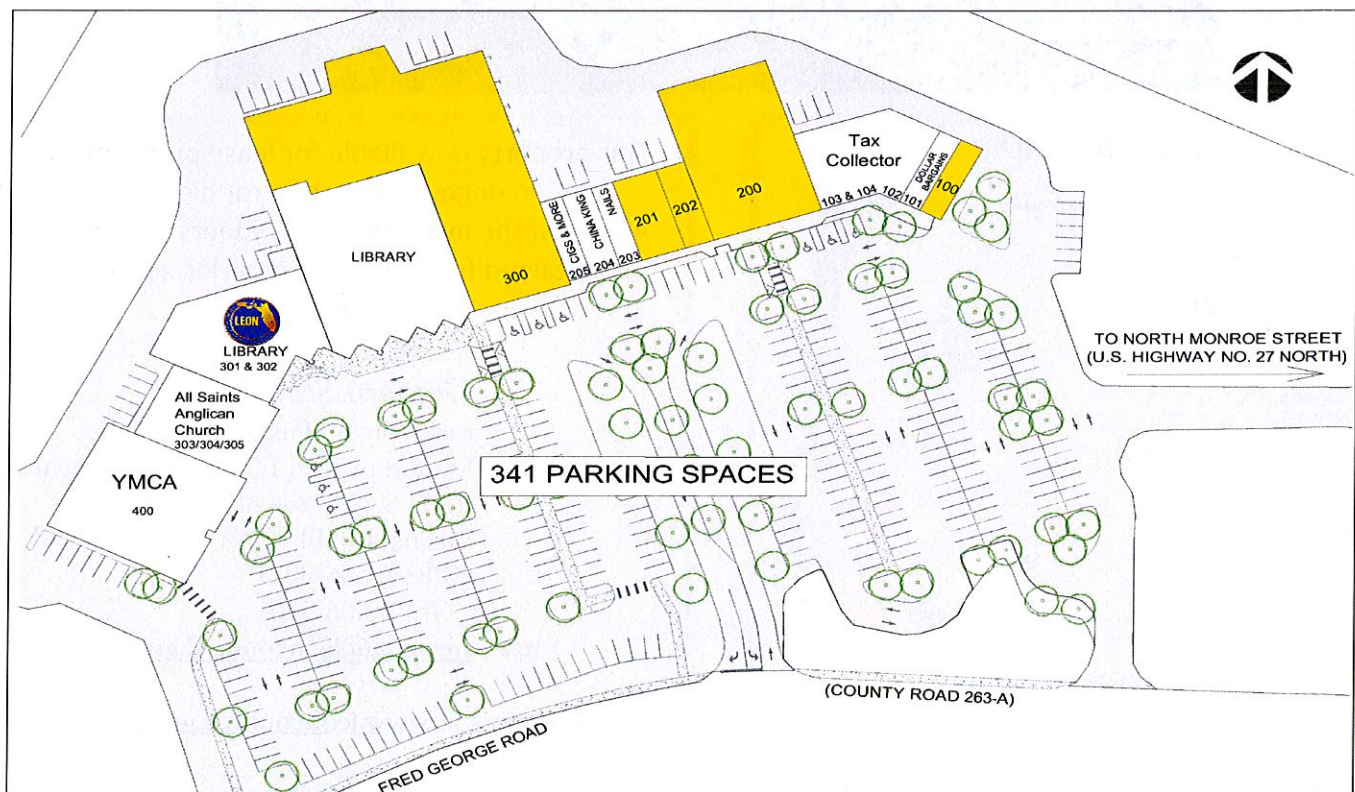 Tax
Collector
DOLLAR
BARGAINS
100
101
102
103 & 104
200
202
201
NAILS
203
CHINA KING
204
CIGS & MORE
205
300
LIBRARY
LEON
LIBRARY
301 & 302
All Saints
Anglican
Church
303/304/305
YMCA
400
TO NORTH MONROE STREET
(U.S. HIGHWAY NO. 27 NORTH)
341 PARKING SPACES
(COUNTY ROAD 263-A)
FRED GEORGE ROAD